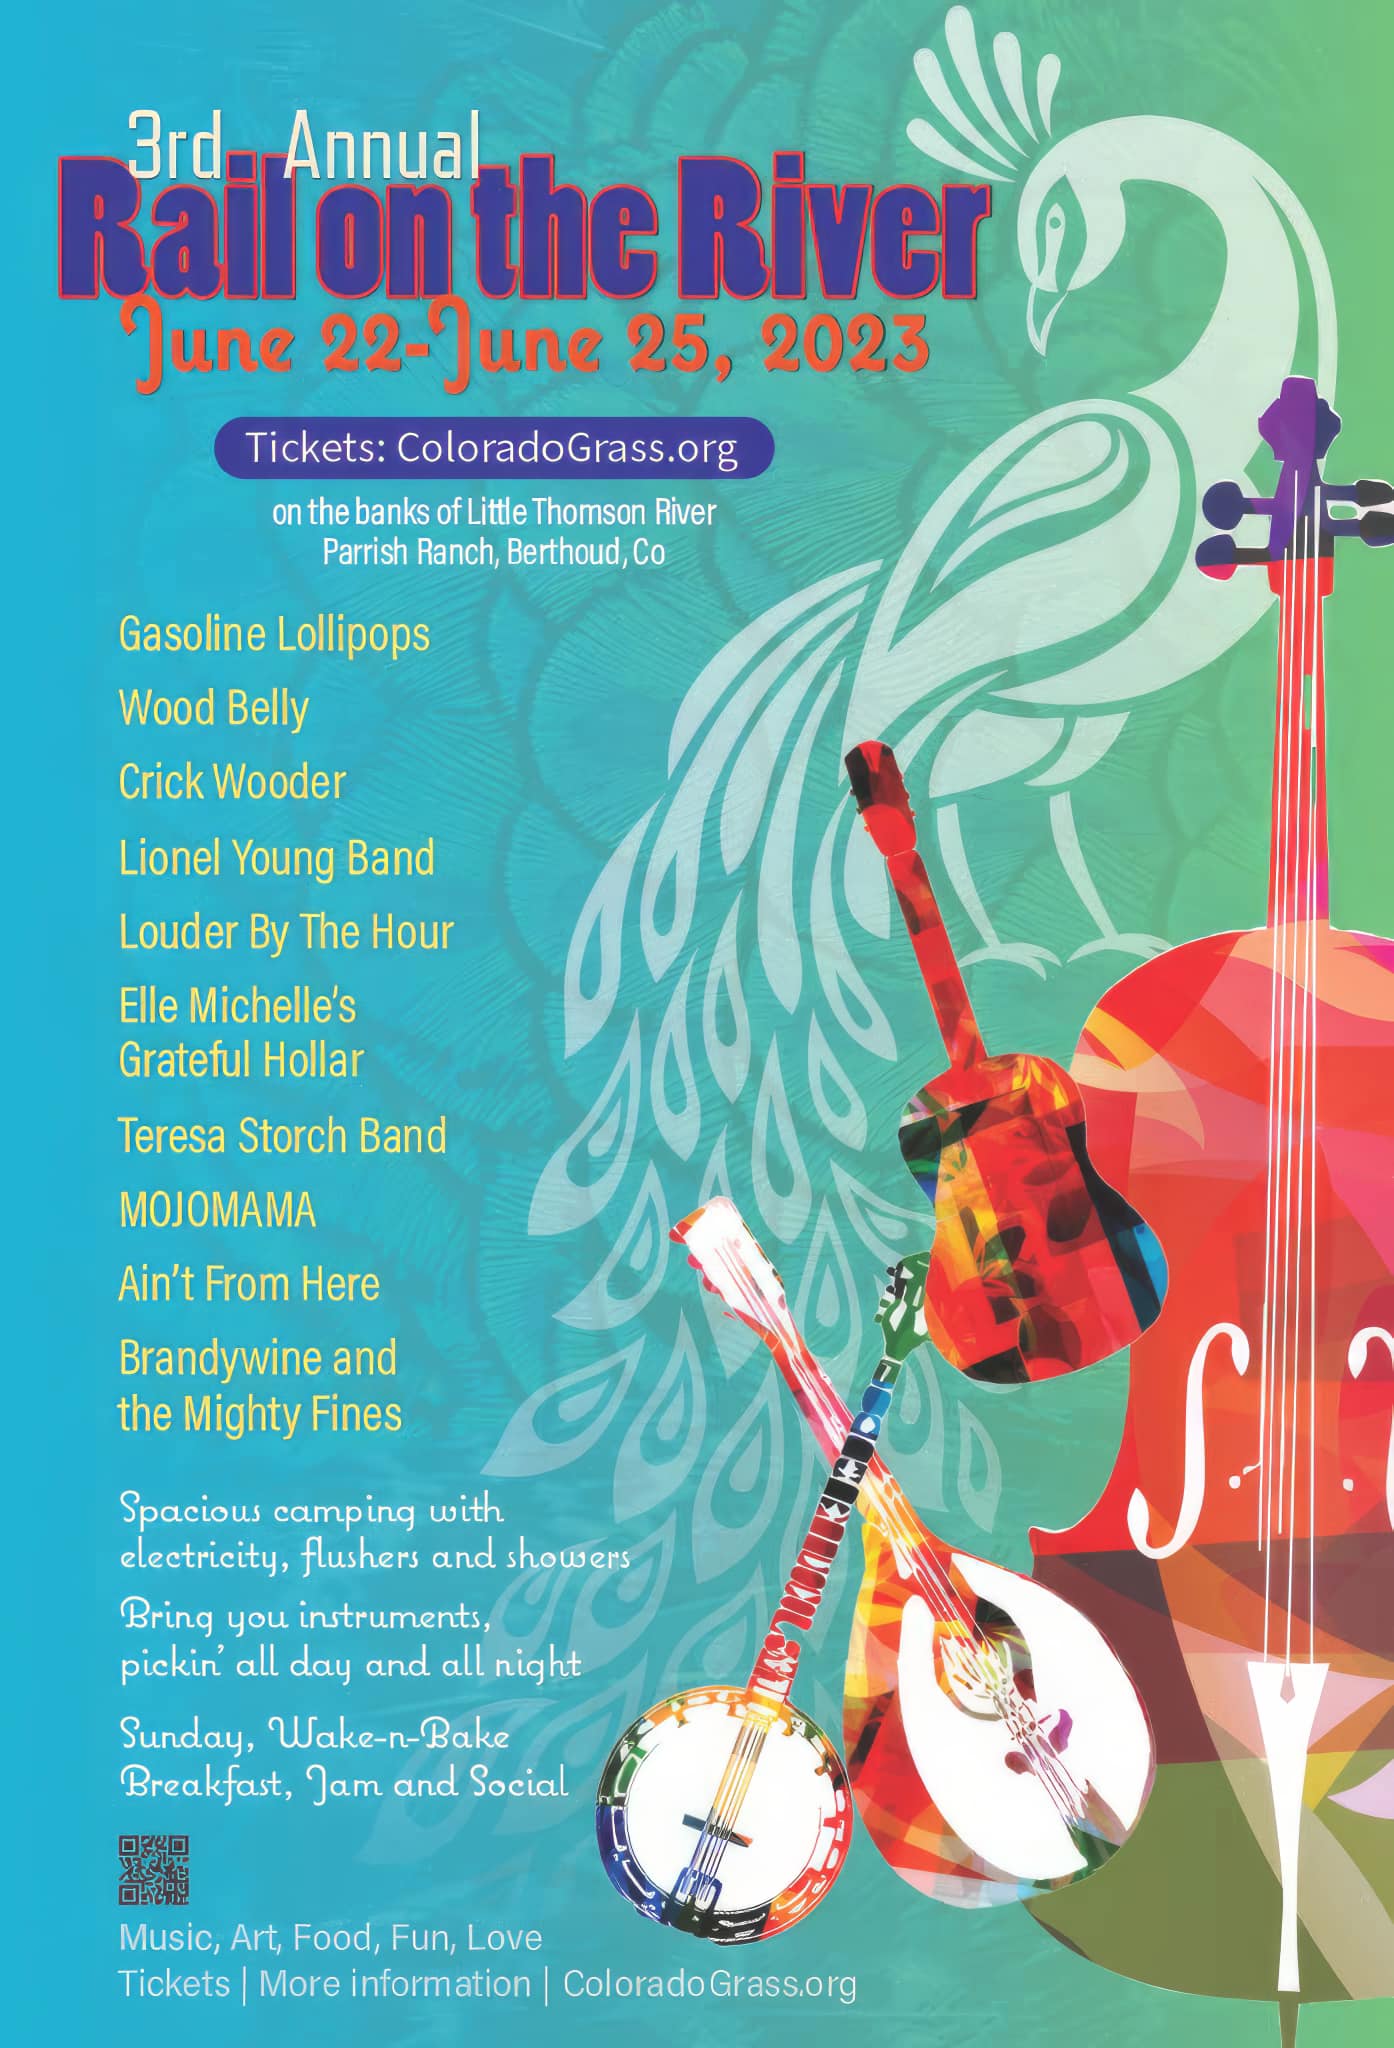 3rd Annual
Rail on the River
June 22-June 25, 2023
Tickets: ColoradoGrass.org
on the banks of Little Thomson River
Parrish Ranch, Berthoud, Co
Gasoline Lollipops
Wood Belly
Crick Wooder
Lionel Young Band
Louder By The Hour
Elle Michelle's
Grateful Hollar
Teresa Storch Band
MOJOMAMA
Ain't From Here
Brandywine and
the Mighty Fines
Spacious camping with
electricity, flushers and showers
Bring you instruments,
pickin' all day and all night
Sunday, Wake-n-Bake
Breakfast, Jam and Social
Music, Art, Food, Fun, Love
Tickets | More information | ColoradoGrass.org